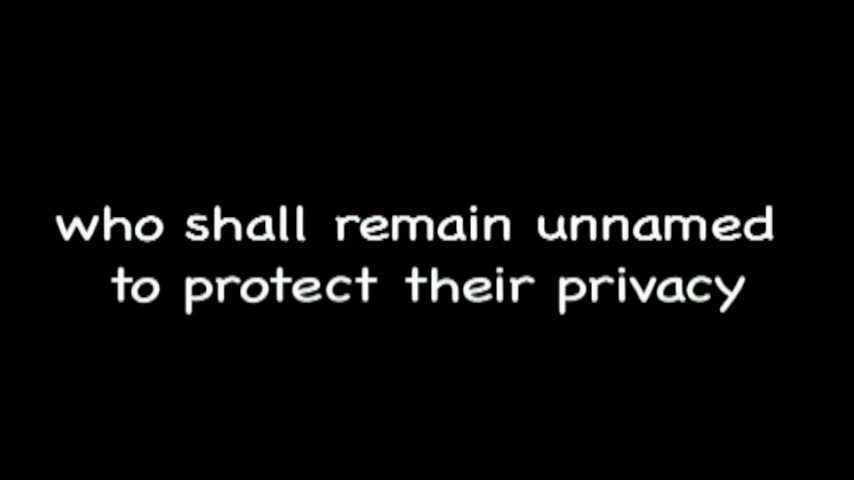 who shall remain unnamed
to protect their privacy